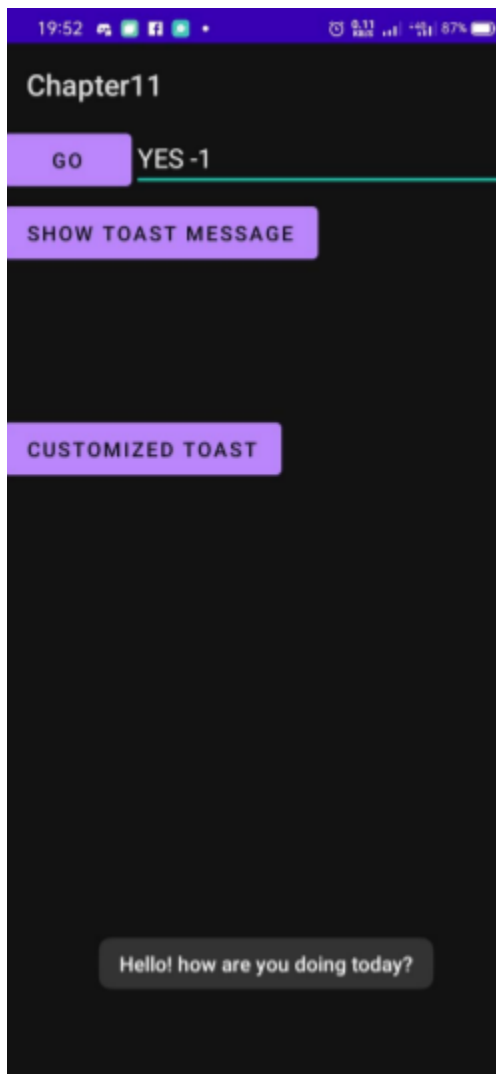 19:52
87%
Chapter11
GO YES -1
SHOW TOAST MESSAGE
CUSTOMIZED TOAST
Hello! how are you doing today?